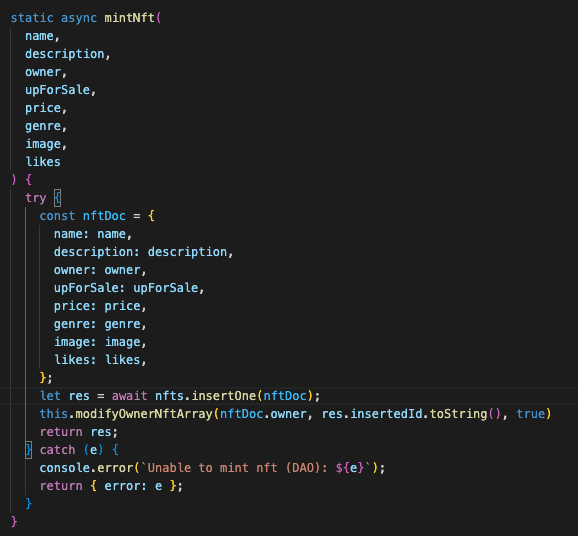 static async mintNft(
name,
description,
owner,
upForSale,
price,
genre,
image,
likes
) {
try {
const nftDoc = {
name: name,
description: description,
owner: owner,
upForSale: upForSale,
price: price,
genre: genre,
image: image,
likes: likes,
};
let res = await nfts.insertOne(nftDoc);
this.modifyOwnerNftArray(nftDoc.owner, res.insertedId.toString(), true)
return res;
} catch (e) {
console.error(`Unable to mint nft (DAO): ${e}`);
return { error: e };
}
}